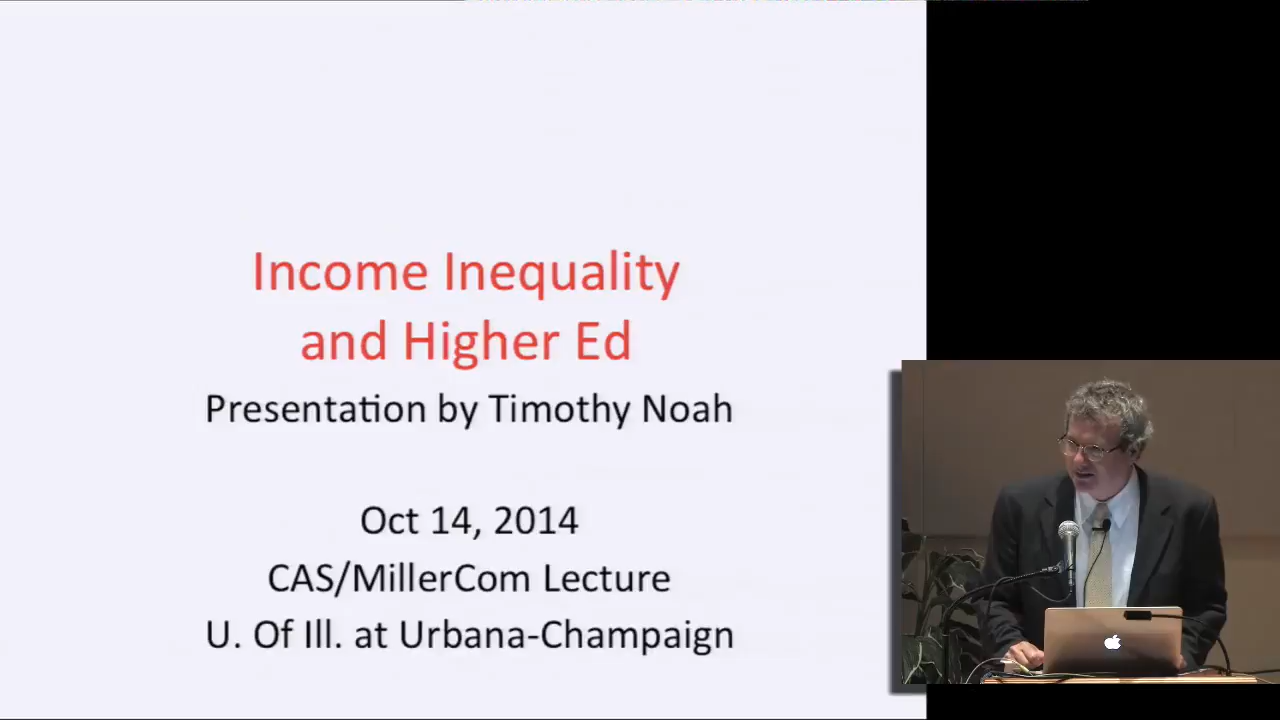 Income Inequality
and Higher Ed
Presentation by Timothy Noah
Oct 14, 2014
CAS/MillerCom Lecture
U. Of Ill. at Urbana-Champaign